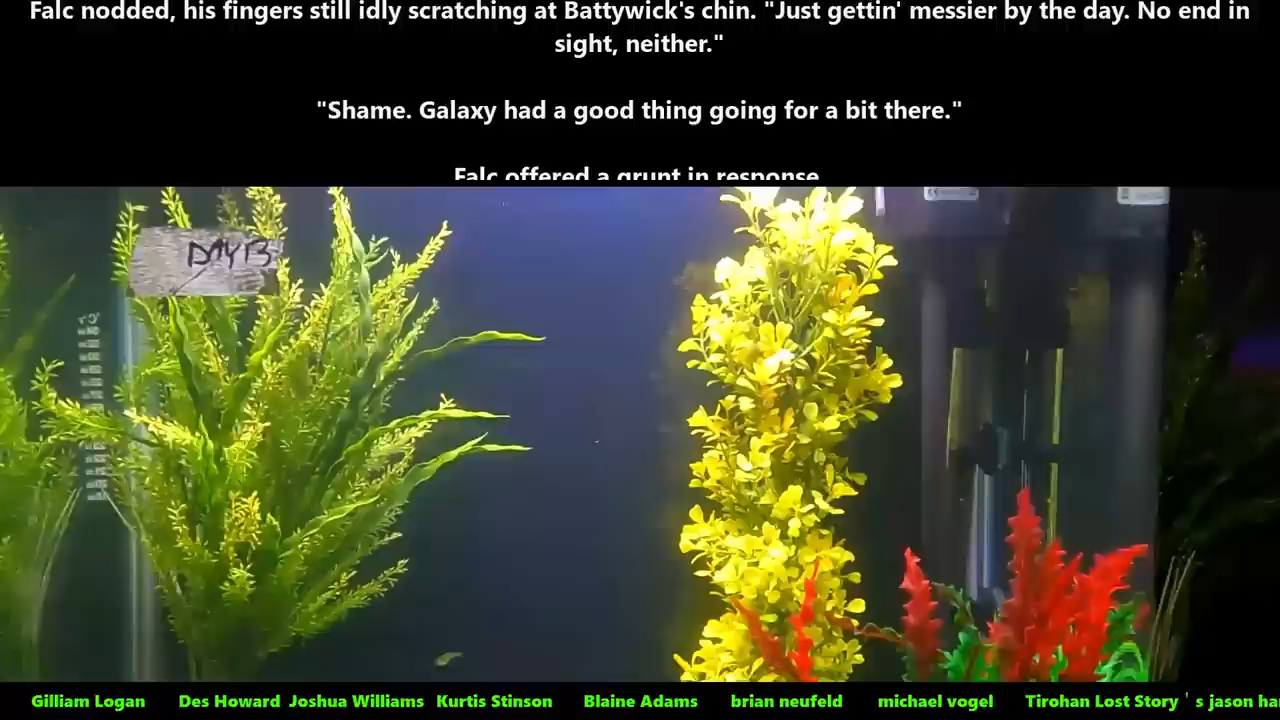 Falc nodded, his fingers still idly scratching at Battywick's chin. "Just gettin' messier by the day. No end in
sight, neither."
"Shame. Galaxy had a good thing going for a bit there."
Falc offered a grunt in response
DAY 13
Gilliam Logan Des Howard Joshua Williams Kurtis Stinson Blaine Adams brian neufeld michael vogel Tirohan Lost Story ' s jason ha